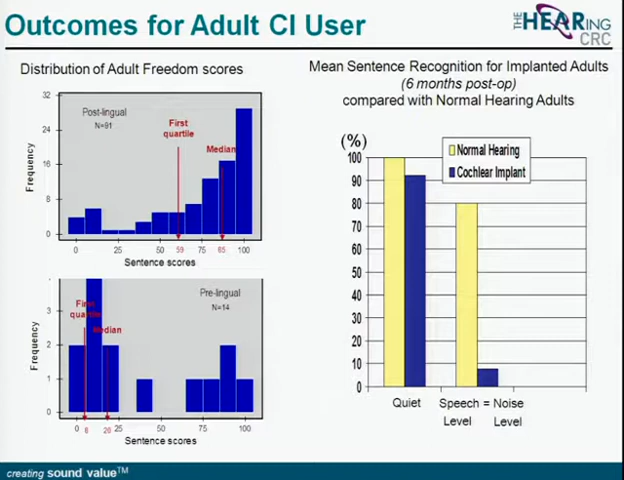 Outcomes for Adult CI User
THE HEARing
CRC
Distribution of Adult Freedom scores
Mean Sentence Recognition for Implanted Adults
(6 months post-op)
compared with Normal Hearing Adults
32
24
16
8
0
Frequency
Post-lingual
N=91
First
quartile
Median
0 25 50 59 75 85 100
Sentence scores
3
2
1
0
Frequency
Pre-lingual
N=14
First
quartile
Median
0 20 25 50 75 100
Sentence scores
(%)
100
90
80
70
60
50
40
30
20
10
0
Normal Hearing
Cochlear Implant
Quiet
Speech = Noise
Level Level
creating sound value™